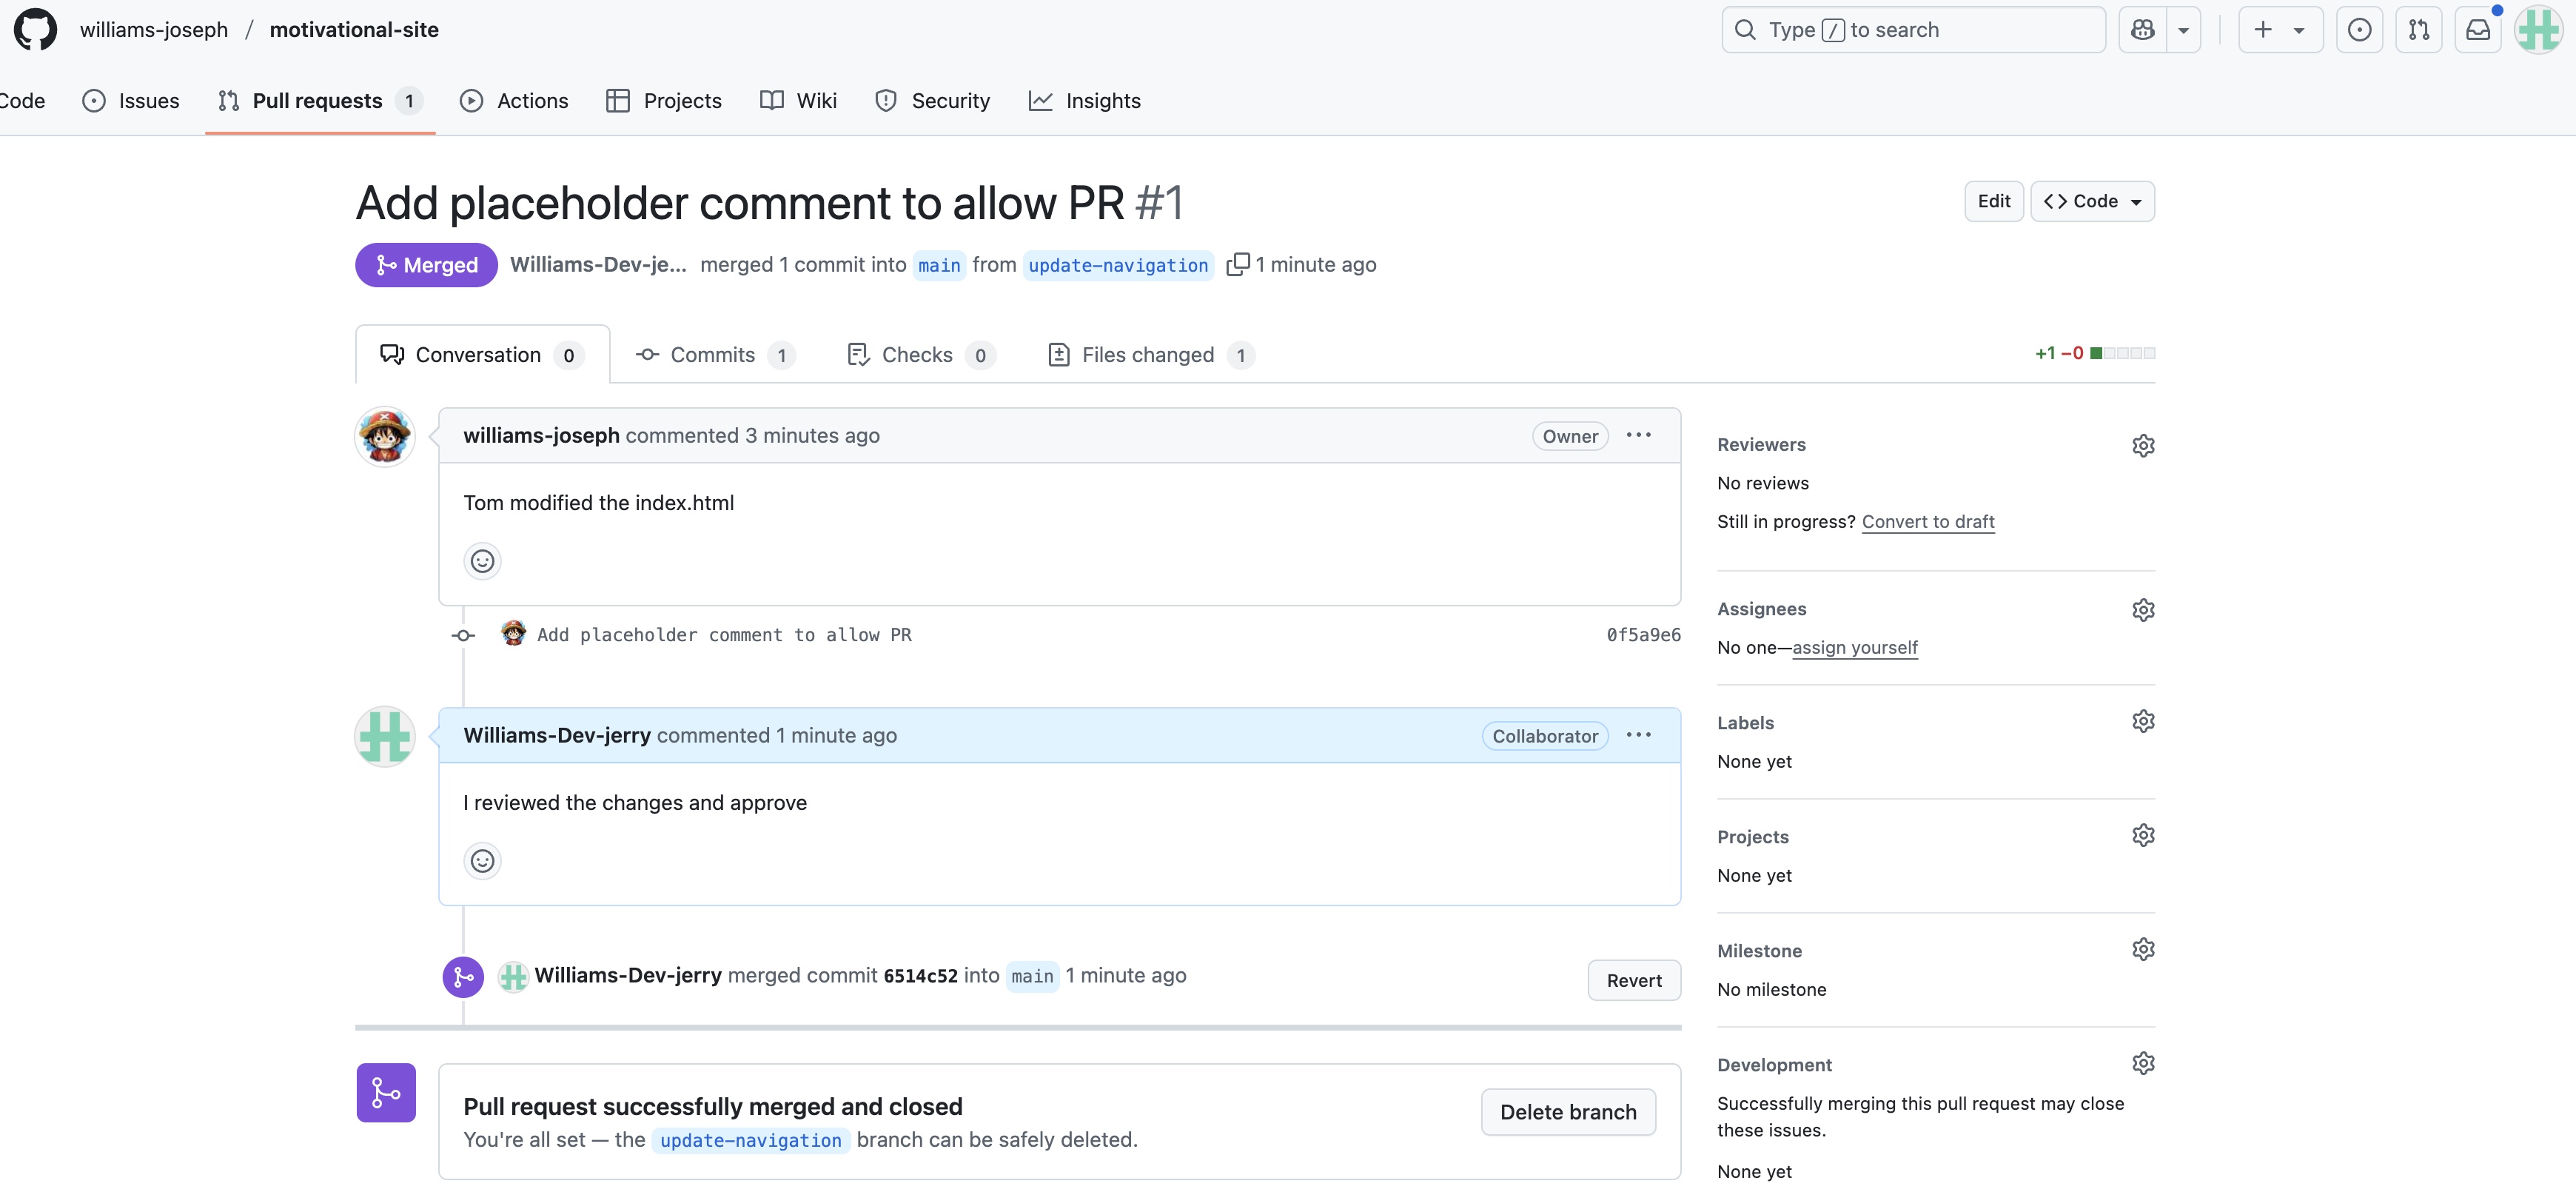 williams-joseph / motivational-site
Type / to search
Code Issues Pull requests 1 Actions Projects Wiki Security Insights
Add placeholder comment to allow PR #1
Edit Code
Merged Williams-Dev-je... merged 1 commit into main from update-navigation 1 minute ago
Conversation 0 Commits 1 Checks 0 Files changed 1
+1 −0
williams-joseph commented 3 minutes ago Owner
Tom modified the index.html
Add placeholder comment to allow PR 0f5a9e6
Williams-Dev-jerry commented 1 minute ago Collaborator
I reviewed the changes and approve
Williams-Dev-jerry merged commit 6514c52 into main 1 minute ago Revert
Pull request successfully merged and closed
You're all set — the update-navigation branch can be safely deleted.
Delete branch
Reviewers
No reviews
Still in progress? Convert to draft
Assignees
No one—assign yourself
Labels
None yet
Projects
None yet
Milestone
No milestone
Development
Successfully merging this pull request may close
these issues.
None yet